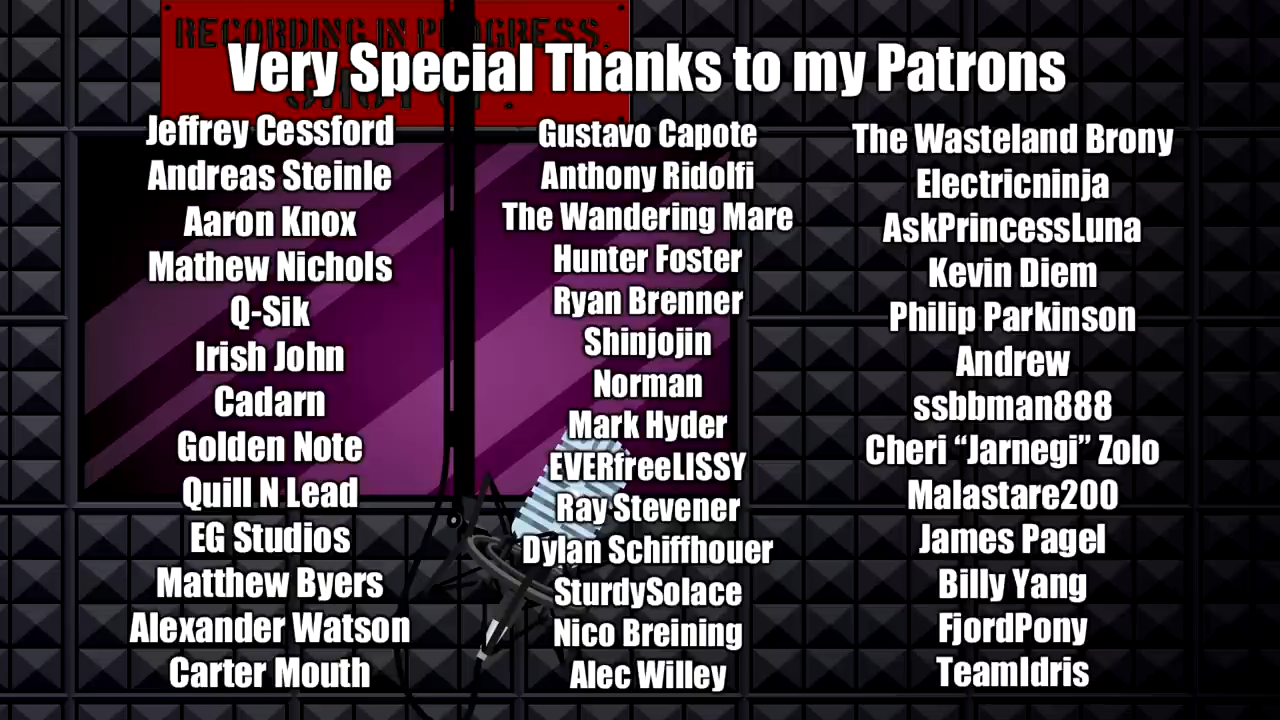 RECORDING IN PROGRESS.
Very Special Thanks to my Patrons
Jeffrey Cessford
Andreas Steinle
Aaron Knox
Mathew Nichols
Q-Sik
Irish John
Cadarn
Golden Note
Quill N Lead
EG Studios
Matthew Byers
Alexander Watson
Carter Mouth
Gustavo Capote
Anthony Ridolfi
The Wandering Mare
Hunter Foster
Ryan Brenner
Shinjojin
Norman
Mark Hyder
EVERfreeLISSY
Ray Stevener
Dylan Schiffhouer
SturdySolace
Nico Breining
Alec Willey
The Wasteland Brony
Electricninja
AskPrincessLuna
Kevin Diem
Philip Parkinson
Andrew
ssbbman888
Cheri “Jarnegi” Zolo
Malastare200
James Pagel
Billy Yang
FjordPony
TeamIdris